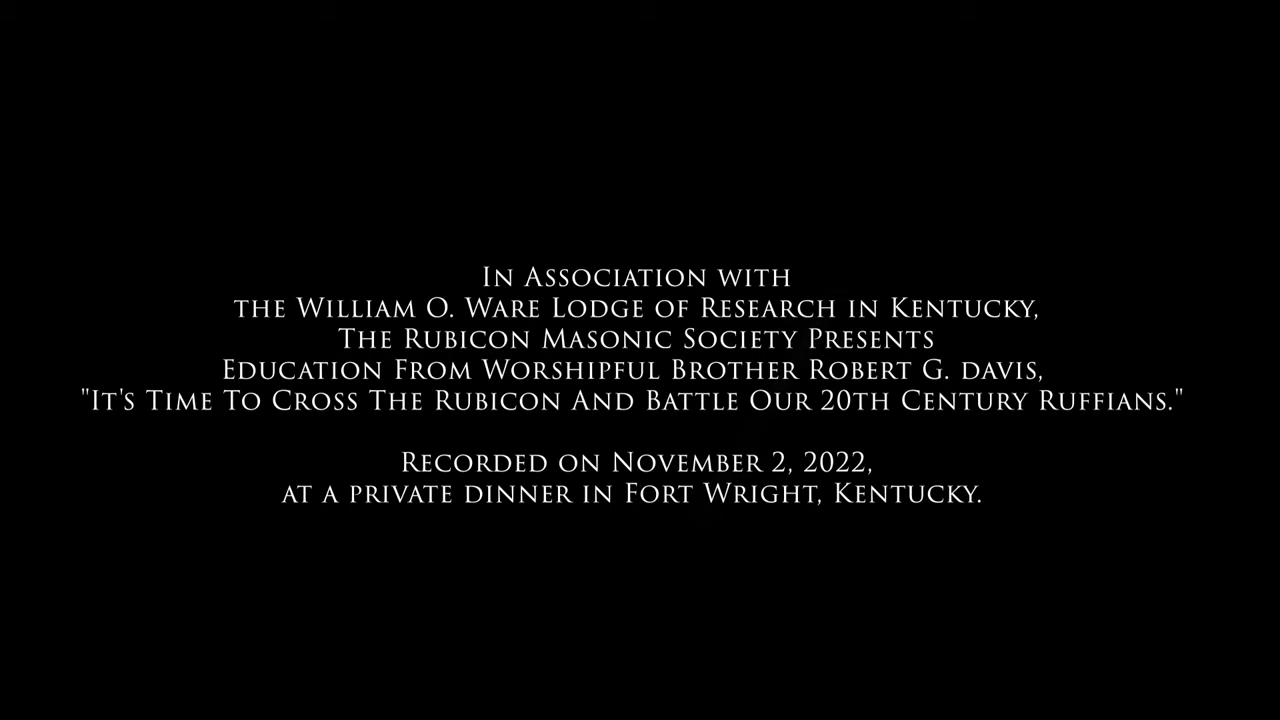 In Association with
the William O. Ware Lodge of Research in Kentucky,
The Rubicon Masonic Society Presents
Education From Worshipful Brother Robert G. davis,
"It's Time To Cross The Rubicon And Battle Our 20th Century Ruffians."
Recorded on November 2, 2022,
at a private dinner in Fort Wright, Kentucky.